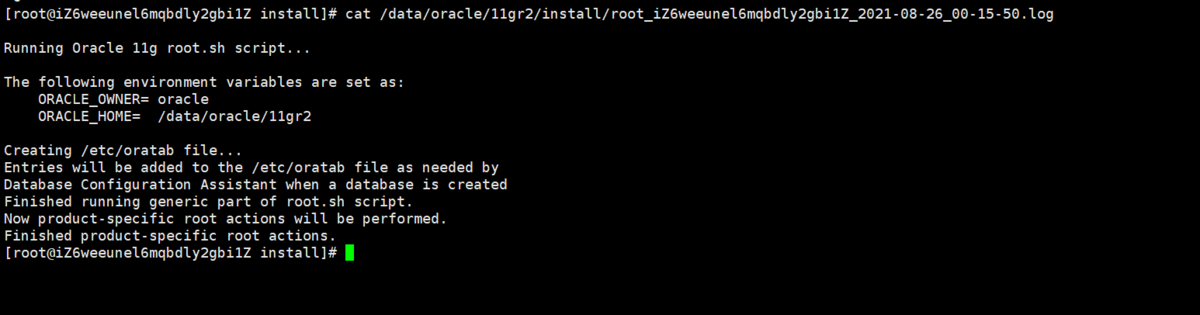 [root@iZ6weeunel6mqbdly2gbi1Z install]# cat /data/oracle/11gr2/install/root_iZ6weeunel6mqbdly2gbi1Z_2021-08-26_00-15-50.log
Running Oracle 11g root.sh script...
The following environment variables are set as:
    ORACLE_OWNER= oracle
    ORACLE_HOME=  /data/oracle/11gr2
Creating /etc/oratab file...
Entries will be added to the /etc/oratab file as needed by
Database Configuration Assistant when a database is created
Finished running generic part of root.sh script.
Now product-specific root actions will be performed.
Finished product-specific root actions.
[root@iZ6weeunel6mqbdly2gbi1Z install]#